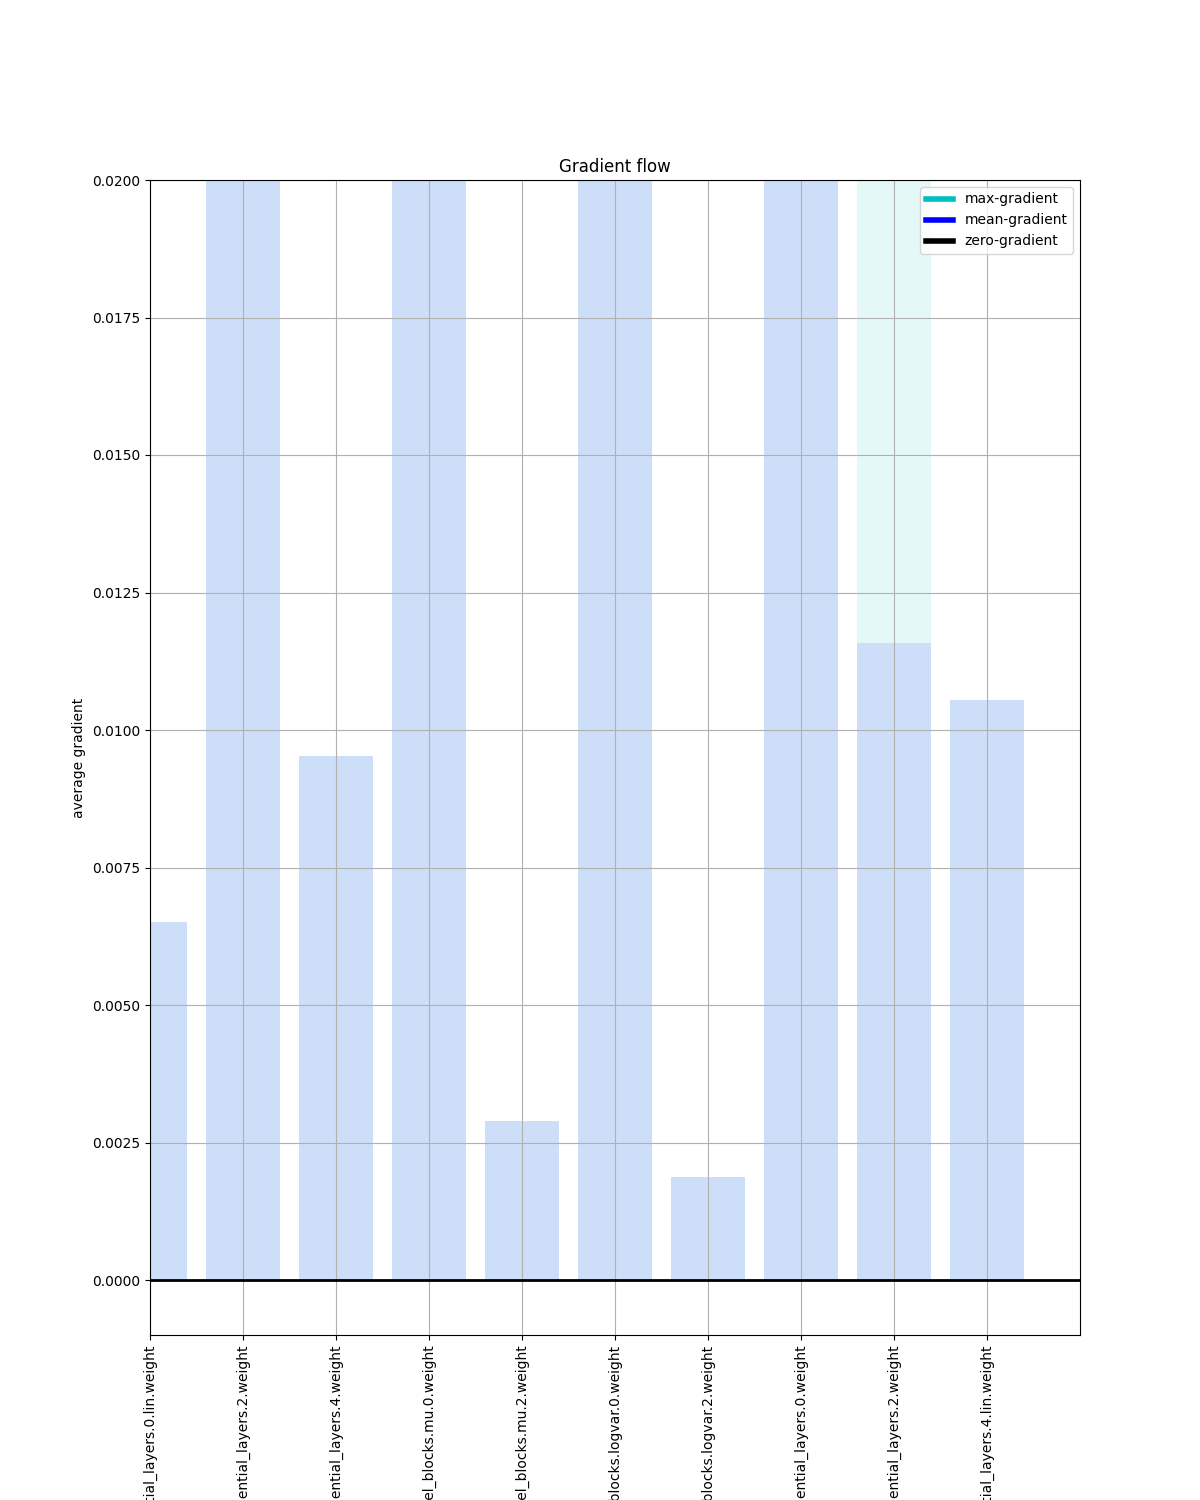 Gradient flow
max-gradient
mean-gradient
zero-gradient
0.0200
0.0175
0.0150
0.0125
0.0100
0.0075
0.0050
0.0025
0.0000
average gradient
tial_layers.0.lin.weight
ential_layers.2.weight
ential_layers.4.weight
el_blocks.mu.0.weight
el_blocks.mu.2.weight
blocks.logvar.0.weight
blocks.logvar.2.weight
ential_layers.0.weight
ential_layers.2.weight
tial_layers.4.lin.weight